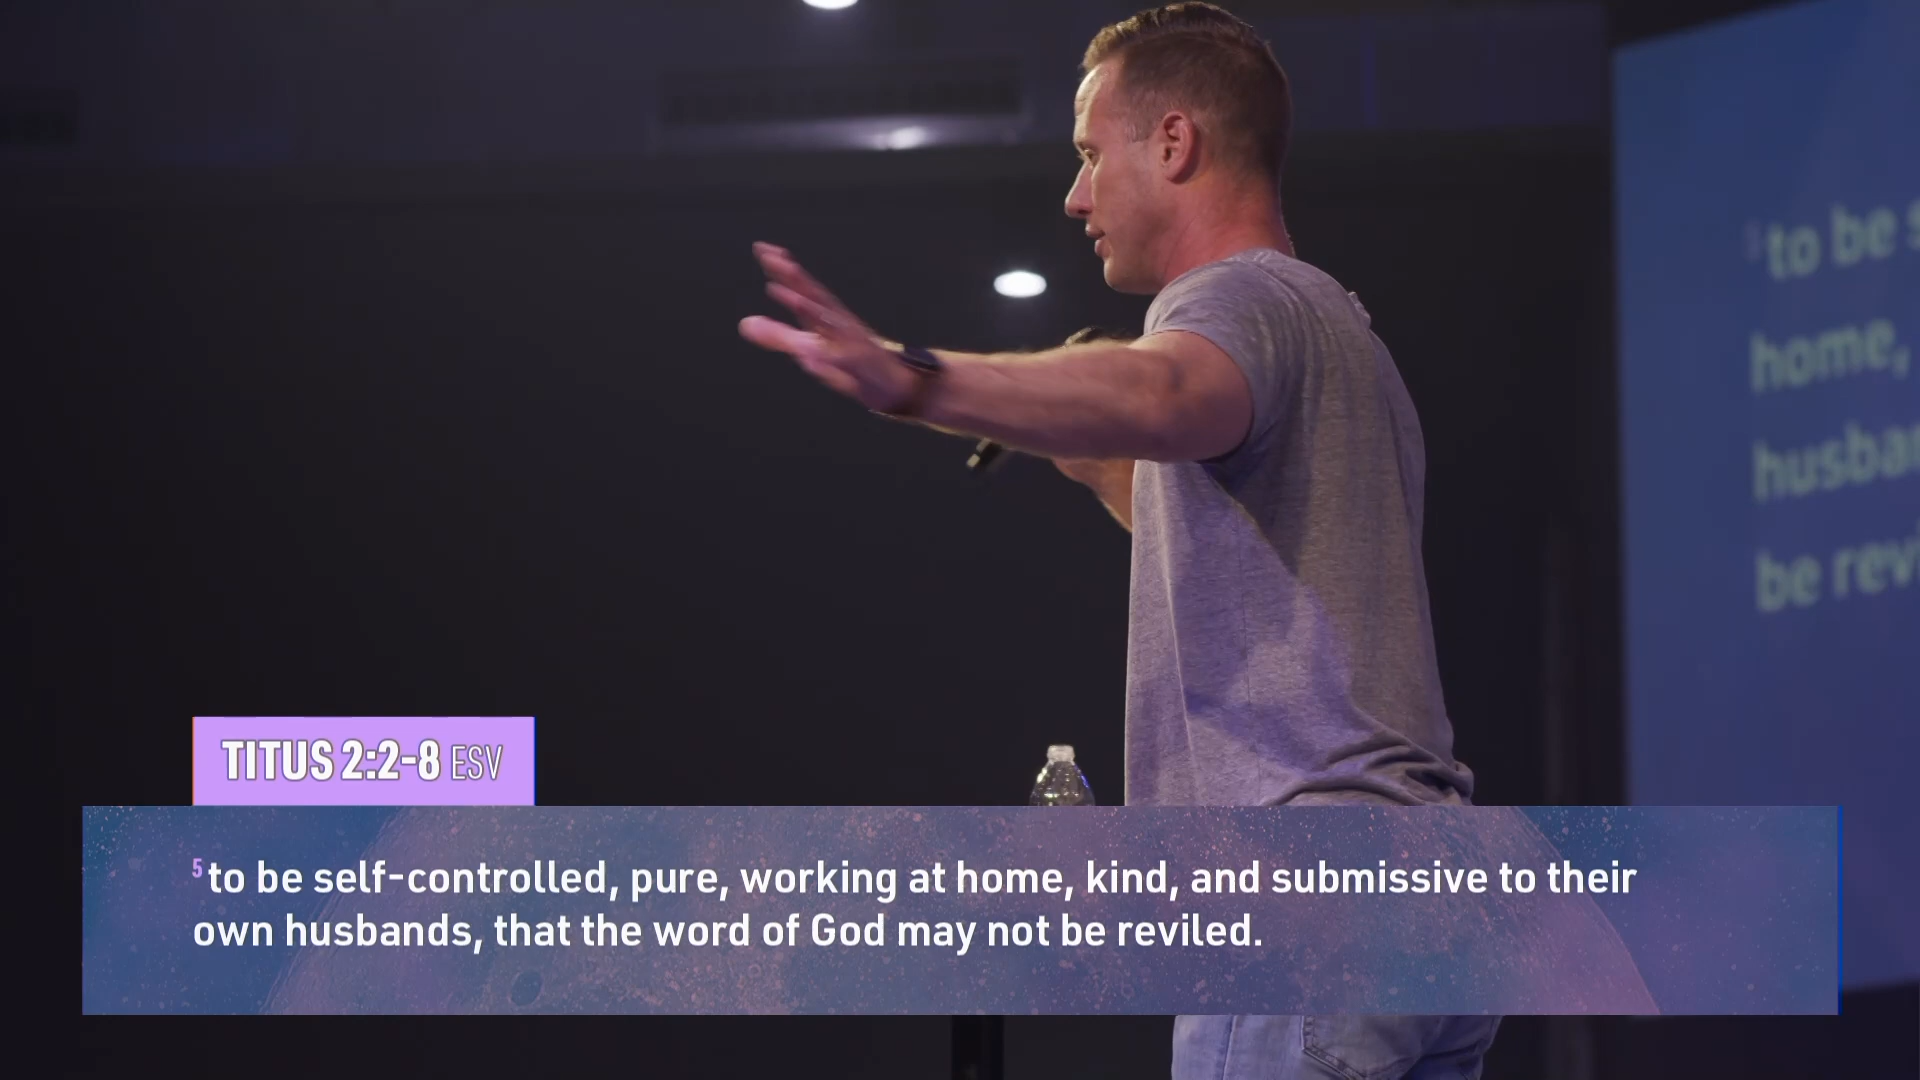 TITUS 2:2-8 ESV
5 to be self-controlled, pure, working at home, kind, and submissive to their
own husbands, that the word of God may not be reviled.
to be
home,
be